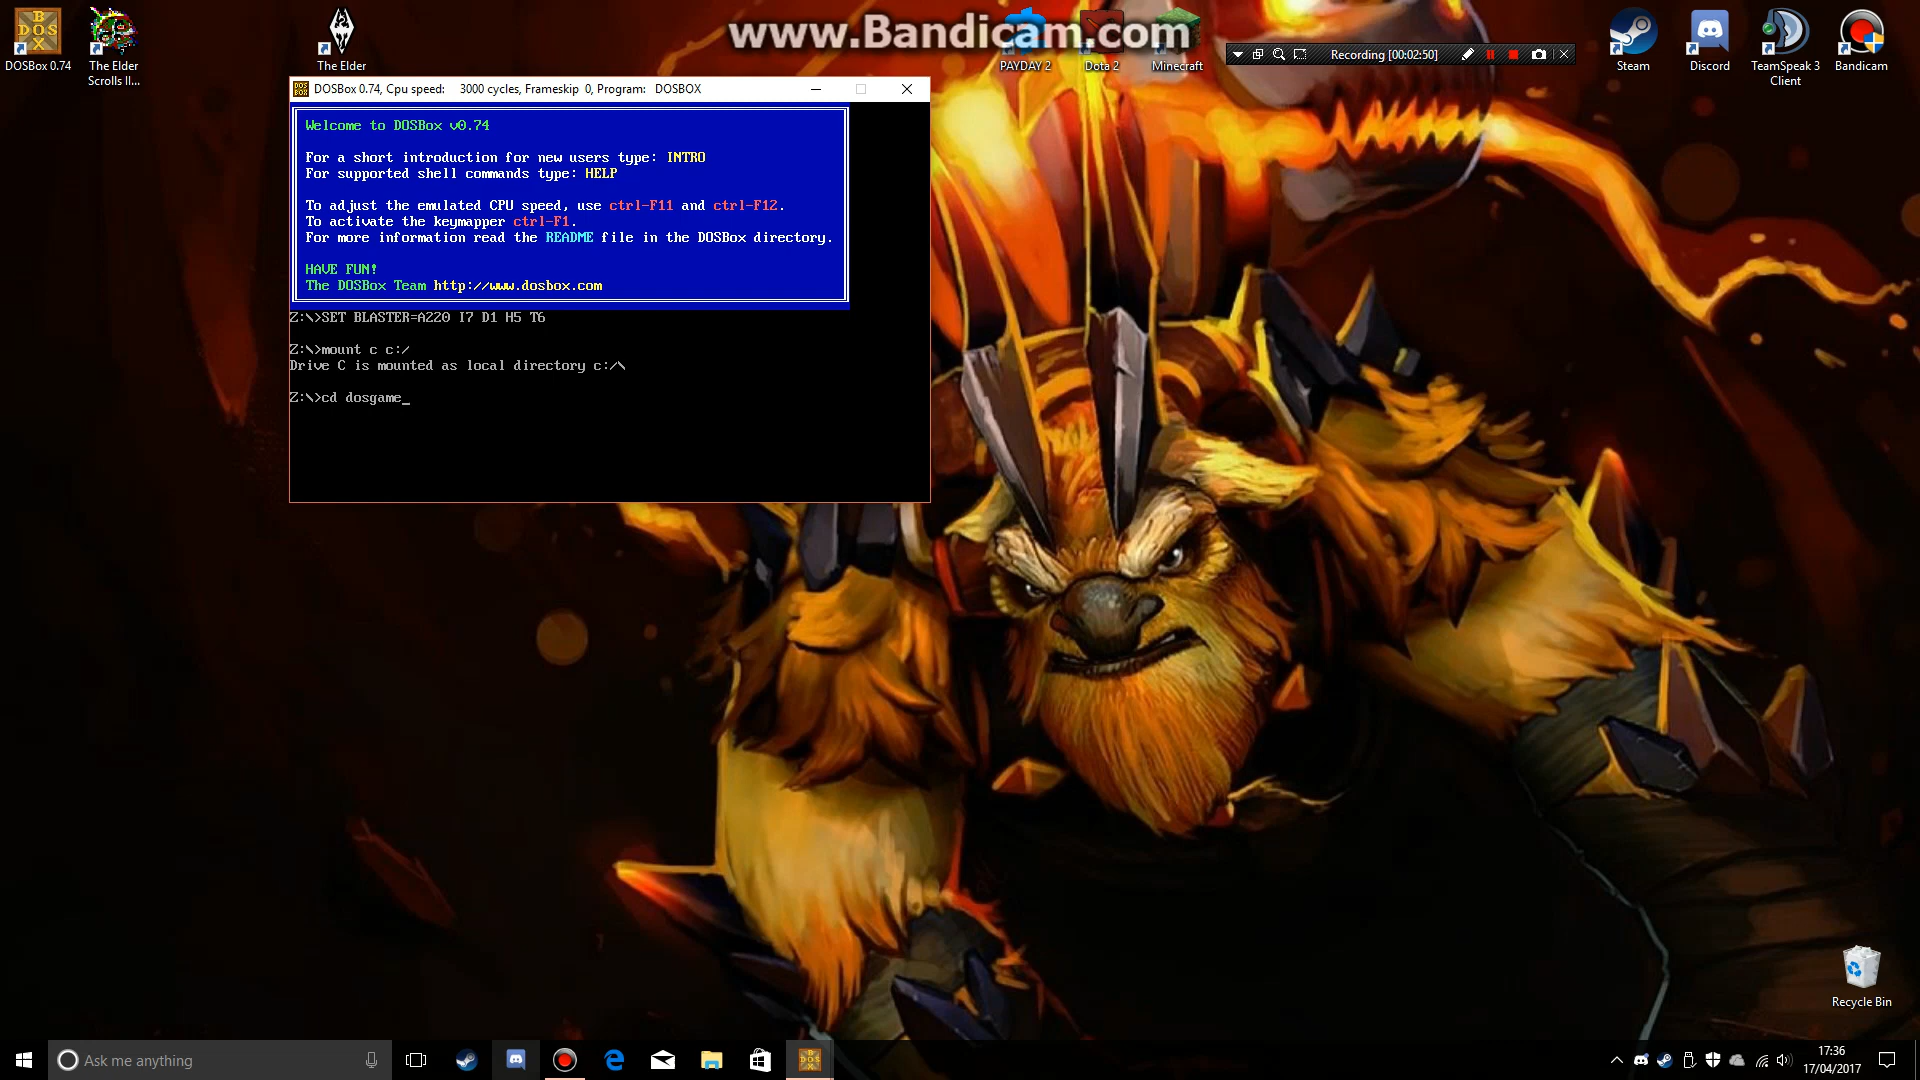 www.Bandicam.com
DOSBox 0.74
The Elder
Scrolls II...
The Elder
PAYDAY 2
Dota 2
Minecraft
Recording [00:02:50]
Steam
Discord
TeamSpeak 3
Client
Bandicam
DOSBox 0.74, Cpu speed: 3000 cycles, Frameskip 0, Program: DOSBOX
Welcome to DOSBox v0.74
For a short introduction for new users type: INTRO
For supported shell commands type: HELP
To adjust the emulated CPU speed, use ctrl-F11 and ctrl-F12.
To activate the keymapper ctrl-F1.
For more information read the README file in the DOSBox directory.
HAVE FUN!
The DOSBox Team http://www.dosbox.com
Z:\>SET BLASTER=A220 I7 D1 H5 T6
Z:\>mount c c:/
Drive C is mounted as local directory c:/\
Z:\>cd dosgame_
Recycle Bin
Ask me anything
17:36
17/04/2017